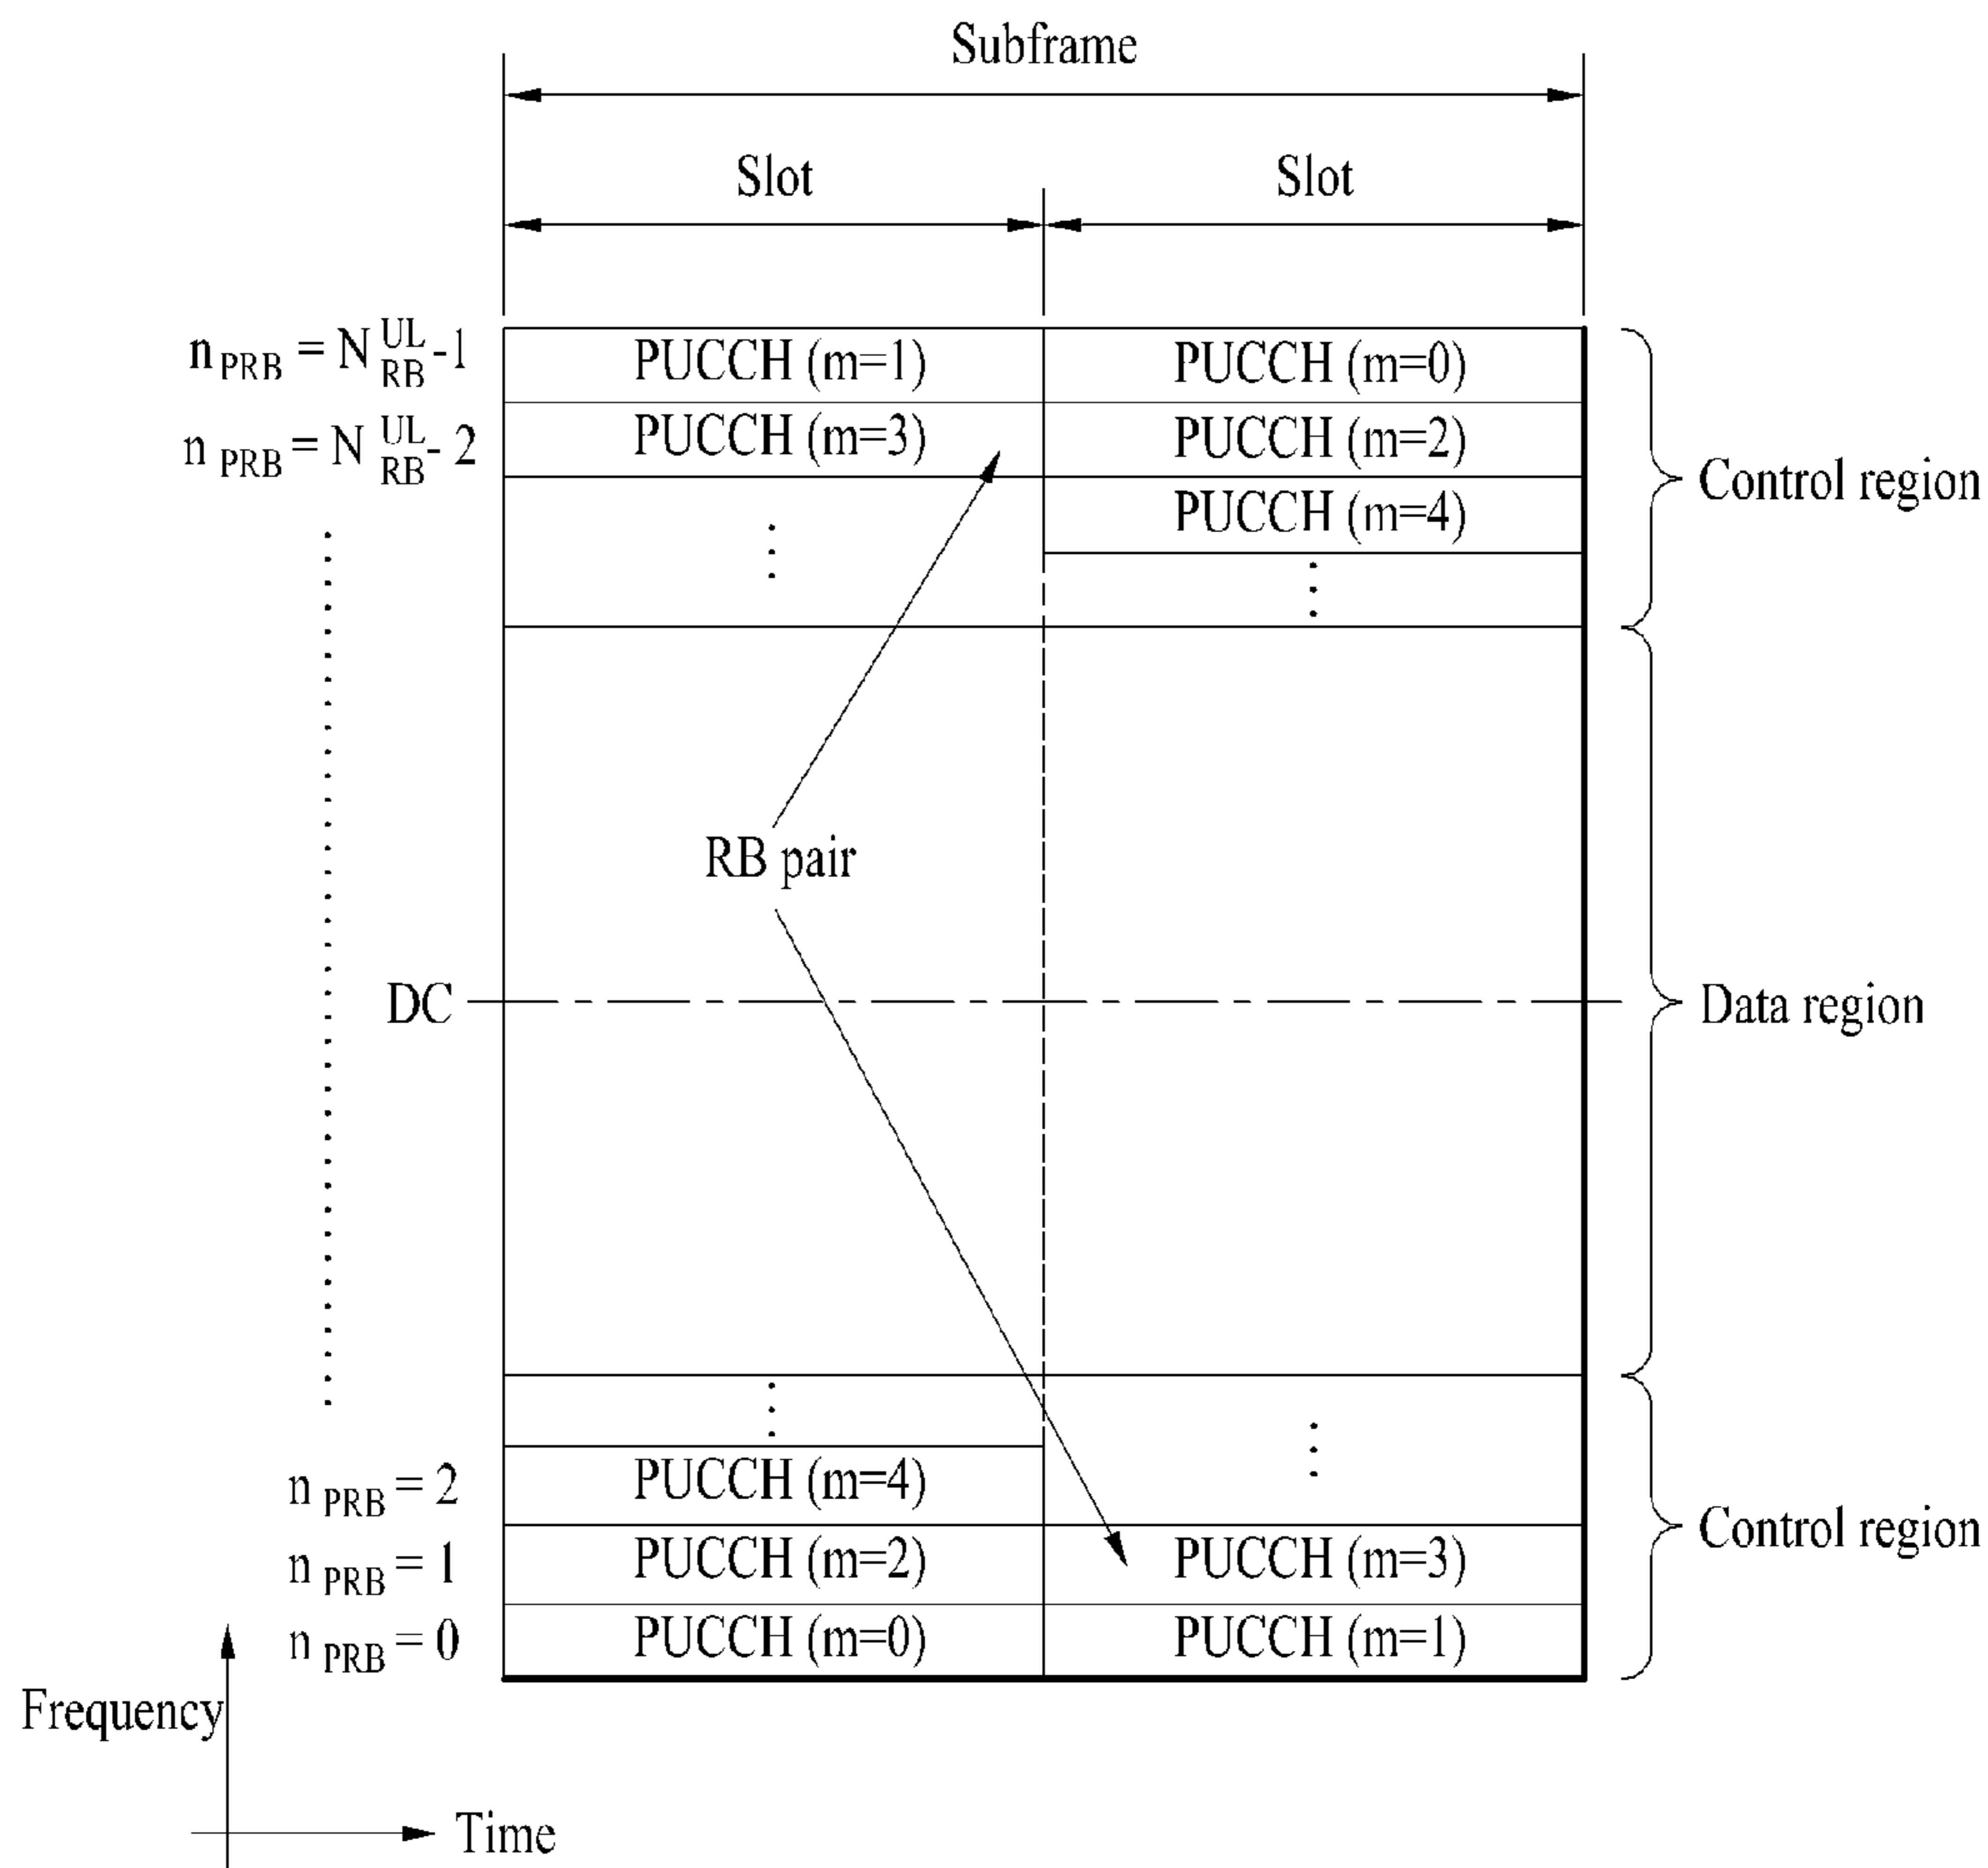 Subframe
Slot Slot
n PRB = N UL RB -1 PUCCH (m=1) PUCCH (m=0)
n PRB = N UL RB - 2 PUCCH (m=3) PUCCH (m=2)
PUCCH (m=4)
Control region
RB pair
DC
Data region
n PRB = 2 PUCCH (m=4)
n PRB = 1 PUCCH (m=2) PUCCH (m=3)
Control region
n PRB = 0 PUCCH (m=0) PUCCH (m=1)
Frequency
Time